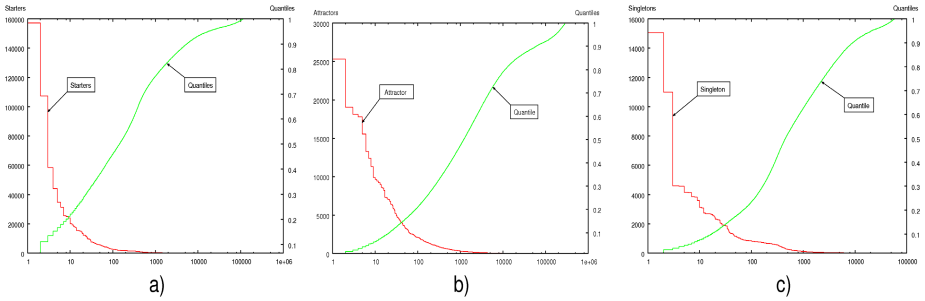 Starters Quantiles
160000 1
140000 0.9
120000 0.8
100000 0.7
80000 0.6
0.5
60000 0.4
40000 0.3
0.2
20000 0.1
0
1 10 100 1000 10000 100000 1e+06
Starters
Quantiles
a)
Attractors Quantiles
30000 1
0.9
25000 0.8
20000 0.7
0.6
15000 0.5
10000 0.4
0.3
5000 0.2
0.1
0
1 10 100 1000 10000 100000 1e+06
Attractor
Quantile
b)
Singletons Quantiles
16000 1
14000 0.9
12000 0.8
10000 0.7
8000 0.6
0.5
6000 0.4
4000 0.3
0.2
2000 0.1
0
1 10 100 1000 10000 100000
Singleton
Quantile
c)